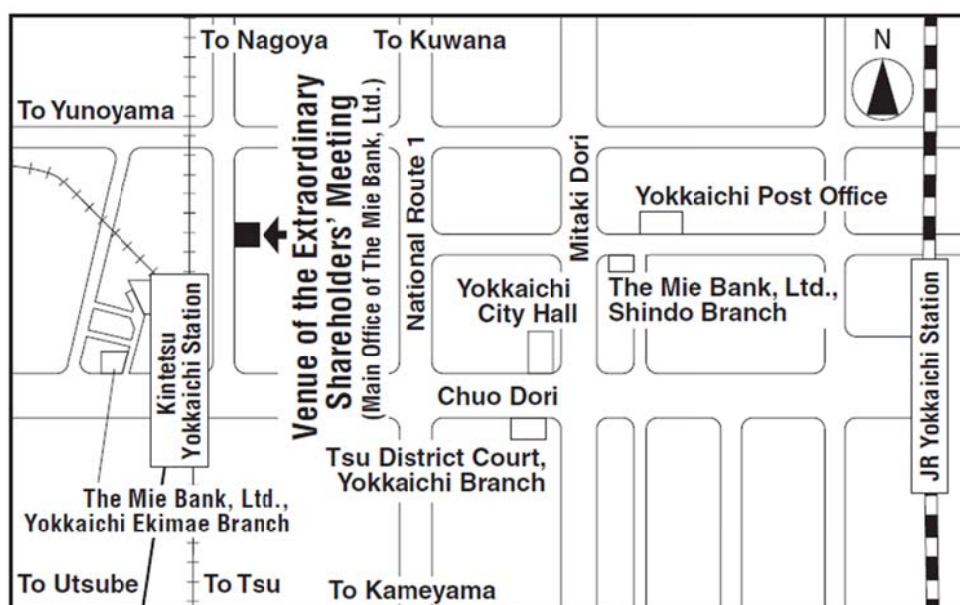 To Nagoya
To Kuwana
N
To Yunoyama
Venue of the Extraordinary
Shareholders' Meeting
(Main Office of The Mie Bank, Ltd.)
National Route 1
Mitaki Dori
Yokkaichi Post Office
Kintetsu
Yokkaichi Station
Yokkaichi
City Hall
The Mie Bank, Ltd.,
Shindo Branch
JR Yokkaichi Station
Chuo Dori
Tsu District Court,
Yokkaichi Branch
The Mie Bank, Ltd.,
Yokkaichi Ekimae Branch
To Utsube
To Tsu
To Kameyama